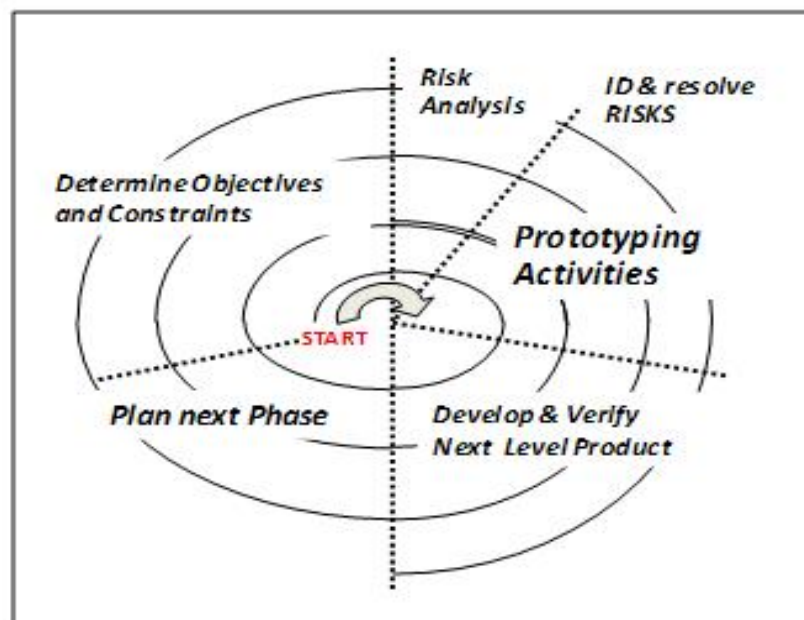 Risk
Analysis
ID & resolve
RISKS
Determine Objectives
and Constraints
Prototyping
Activities
START
Plan next Phase
Develop & Verify
Next Level Product